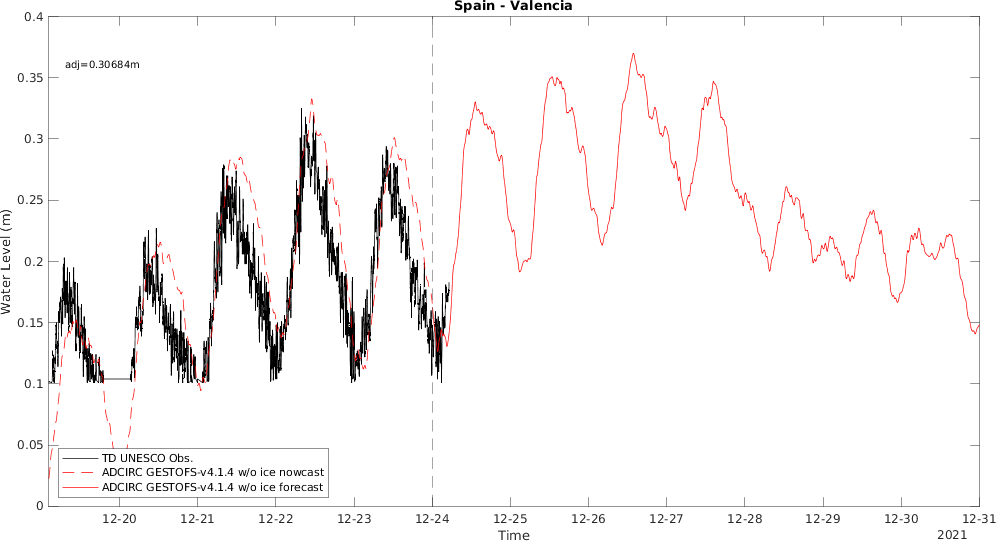 Spain - Valencia
0.4
0.35
0.3
0.25
0.2
0.15
0.1
0.05
0
Water Level (m)
adj=0.30684m
TD UNESCO Obs.
ADCIRC GESTOFS-v4.1.4 w/o ice nowcast
ADCIRC GESTOFS-v4.1.4 w/o ice forecast
12-20 12-21 12-22 12-23 12-24 12-25 12-26 12-27 12-28 12-29 12-30 12-31
Time
2021